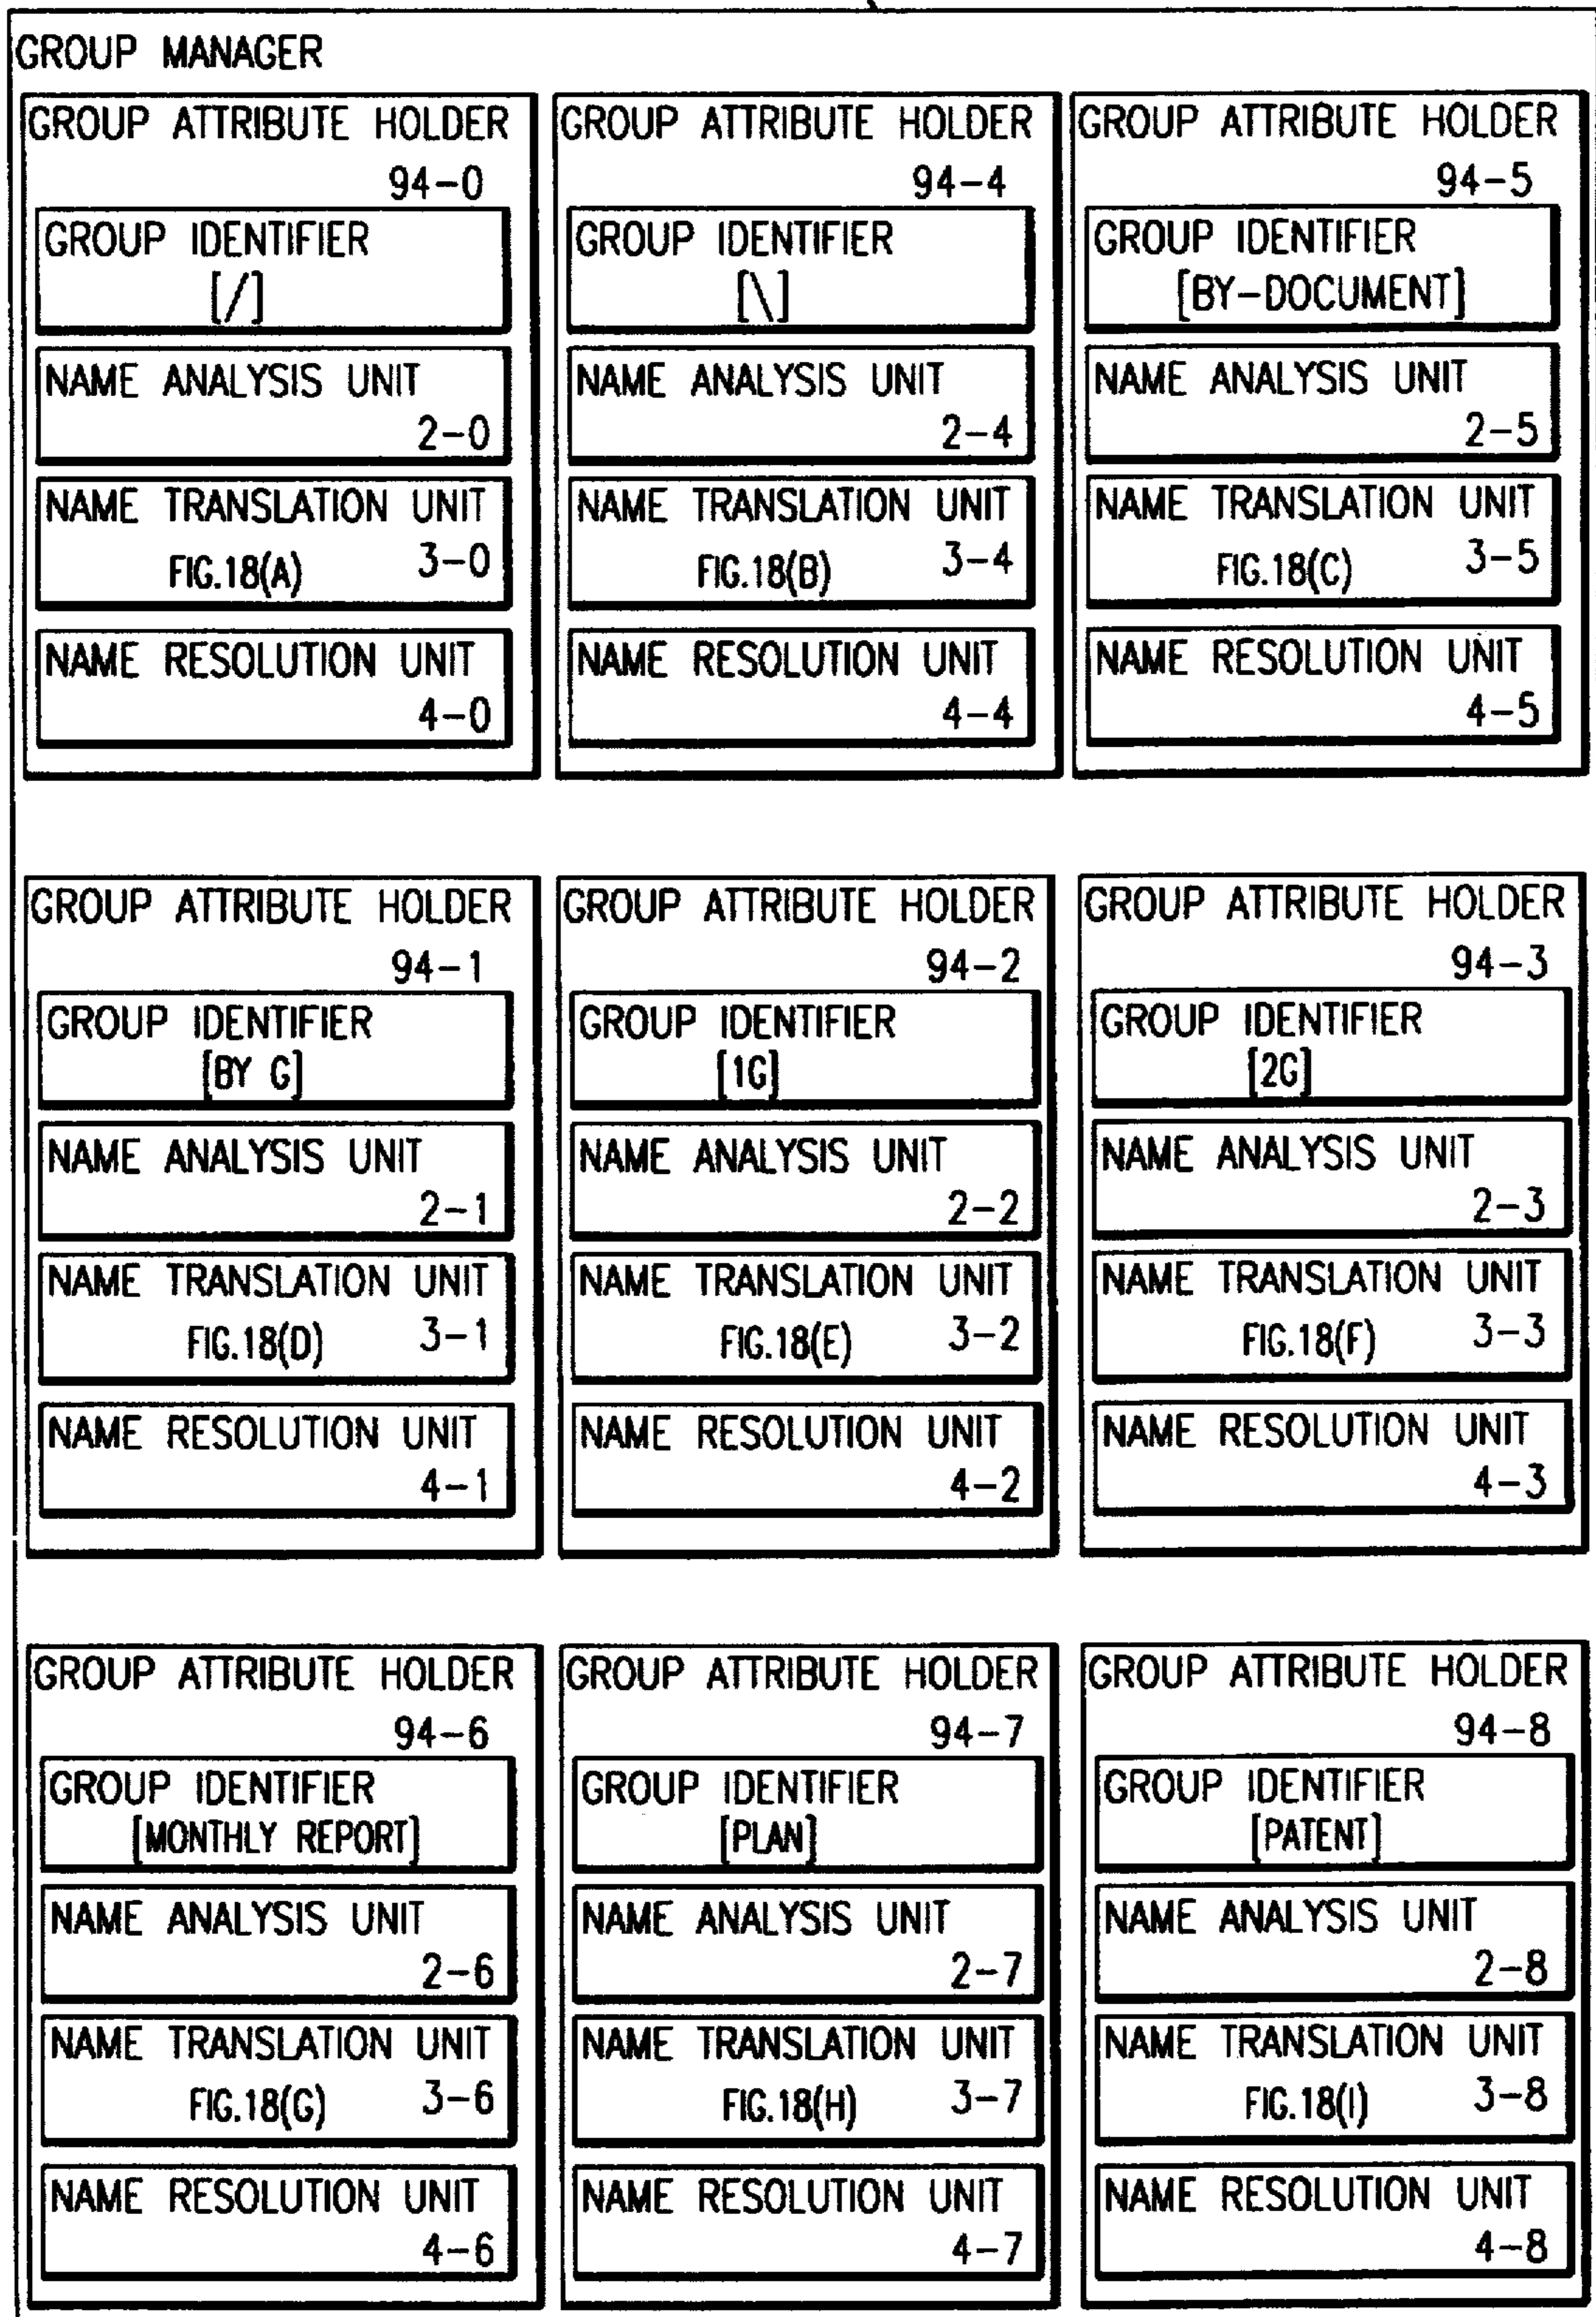 GROUP MANAGER
GROUP ATTRIBUTE HOLDER
94-0
GROUP IDENTIFIER
[/]
NAME ANALYSIS UNIT
2-0
NAME TRANSLATION UNIT
FIG.18(A) 3-0
NAME RESOLUTION UNIT
4-0
GROUP ATTRIBUTE HOLDER
94-4
GROUP IDENTIFIER
[\]
NAME ANALYSIS UNIT
2-4
NAME TRANSLATION UNIT
FIG.18(B) 3-4
NAME RESOLUTION UNIT
4-4
GROUP ATTRIBUTE HOLDER
94-5
GROUP IDENTIFIER
[BY-DOCUMENT]
NAME ANALYSIS UNIT
2-5
NAME TRANSLATION UNIT
FIG.18(C) 3-5
NAME RESOLUTION UNIT
4-5
GROUP ATTRIBUTE HOLDER
94-1
GROUP IDENTIFIER
[BY G]
NAME ANALYSIS UNIT
2-1
NAME TRANSLATION UNIT
FIG.18(D) 3-1
NAME RESOLUTION UNIT
4-1
GROUP ATTRIBUTE HOLDER
94-2
GROUP IDENTIFIER
[1G]
NAME ANALYSIS UNIT
2-2
NAME TRANSLATION UNIT
FIG.18(E) 3-2
NAME RESOLUTION UNIT
4-2
GROUP ATTRIBUTE HOLDER
94-3
GROUP IDENTIFIER
[2G]
NAME ANALYSIS UNIT
2-3
NAME TRANSLATION UNIT
FIG.18(F) 3-3
NAME RESOLUTION UNIT
4-3
GROUP ATTRIBUTE HOLDER
94-6
GROUP IDENTIFIER
[MONTHLY REPORT]
NAME ANALYSIS UNIT
2-6
NAME TRANSLATION UNIT
FIG.18(G) 3-6
NAME RESOLUTION UNIT
4-6
GROUP ATTRIBUTE HOLDER
94-7
GROUP IDENTIFIER
[PLAN]
NAME ANALYSIS UNIT
2-7
NAME TRANSLATION UNIT
FIG.18(H) 3-7
NAME RESOLUTION UNIT
4-7
GROUP ATTRIBUTE HOLDER
94-8
GROUP IDENTIFIER
[PATENT]
NAME ANALYSIS UNIT
2-8
NAME TRANSLATION UNIT
FIG.18(I) 3-8
NAME RESOLUTION UNIT
4-8